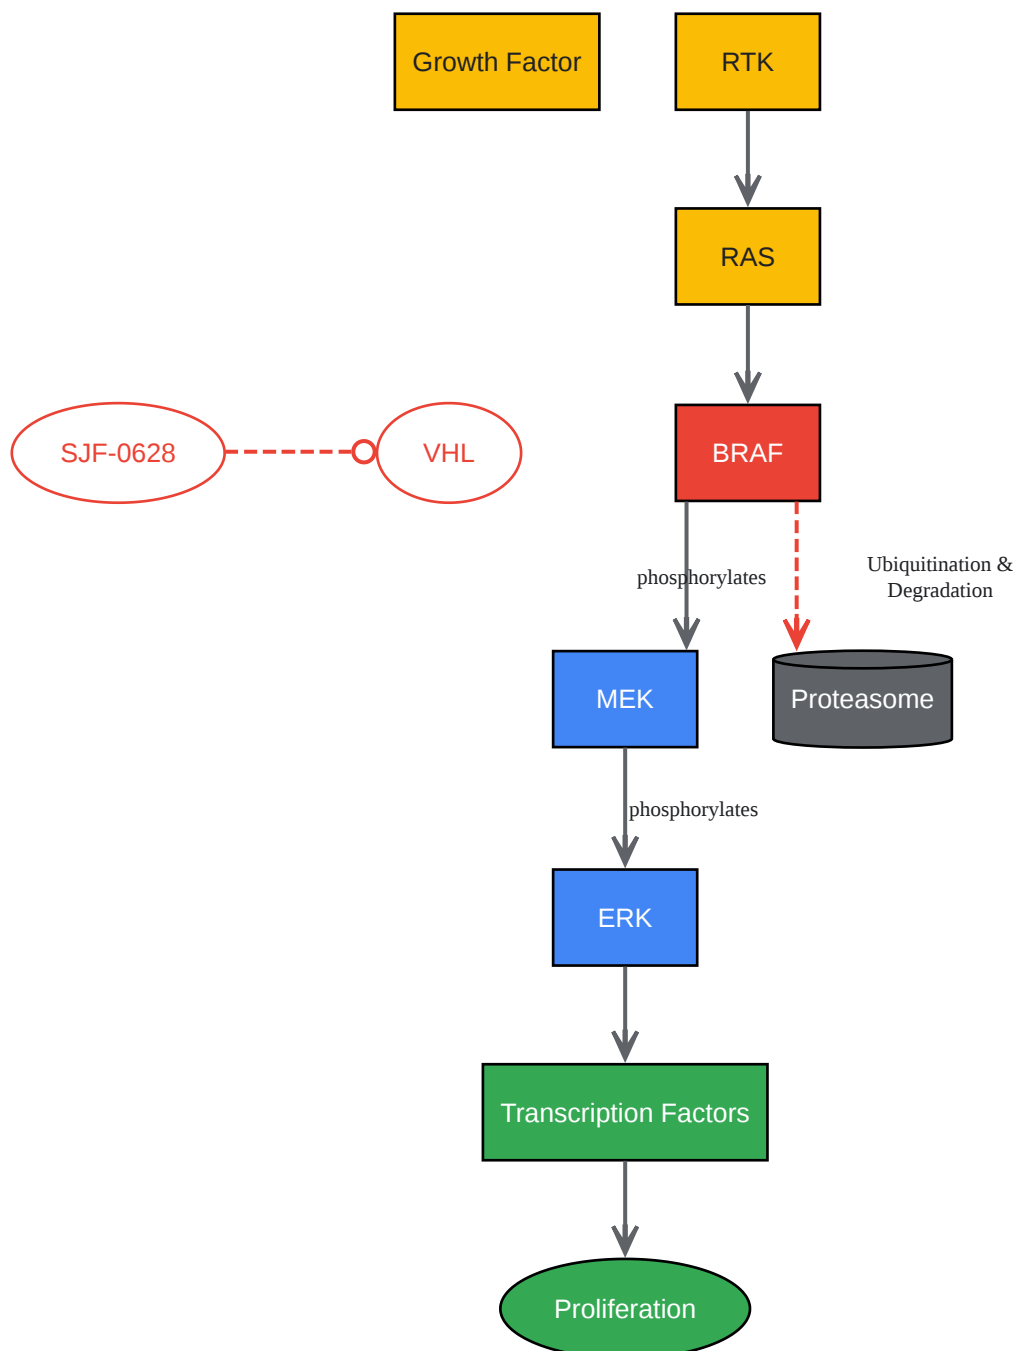 Growth Factor
RTK
RAS
SJF-0628
VHL
BRAF
phosphorylates
Ubiquitination &
Degradation
MEK
Proteasome
phosphorylates
ERK
Transcription Factors
Proliferation